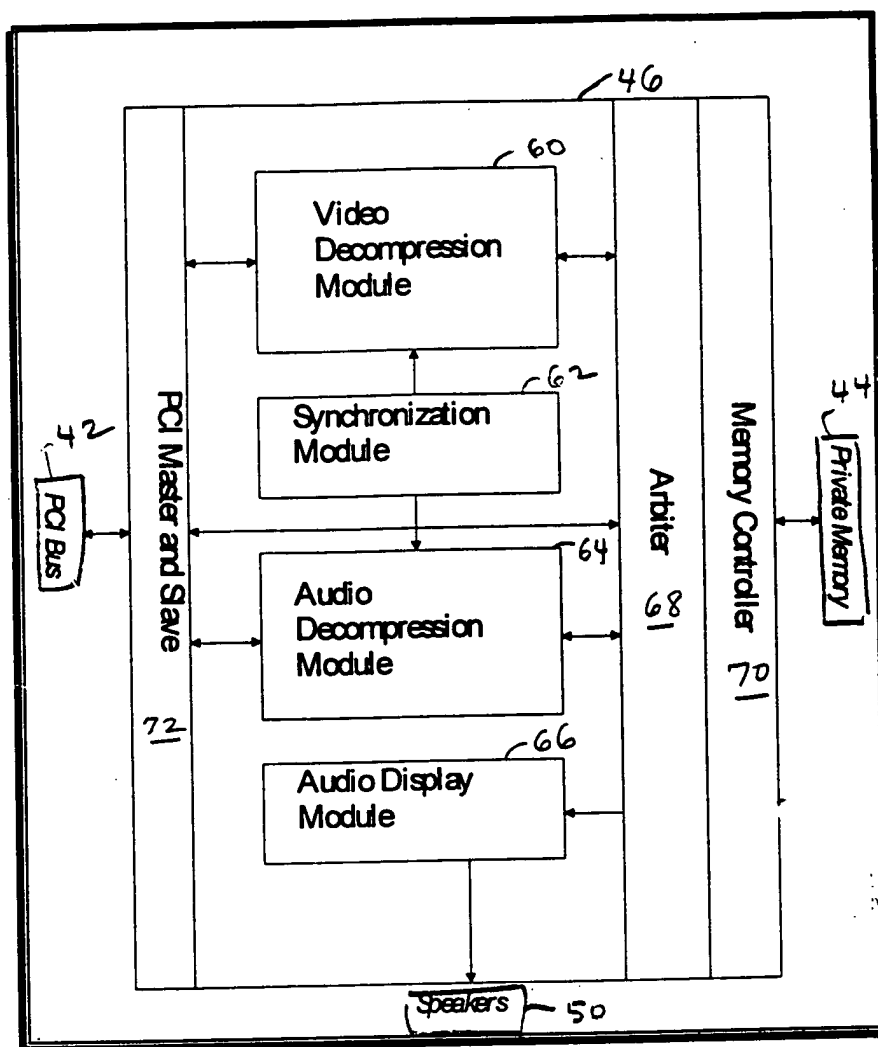 46
60
Video
Decompression
Module
62
Synchronization
Module
64
Audio
Decompression
Module
66
Audio Display
Module
42
PCI Bus
PCI Master and Slave
72
Arbiter
68
Memory Controller
70
44
Private Memory
Speakers
50